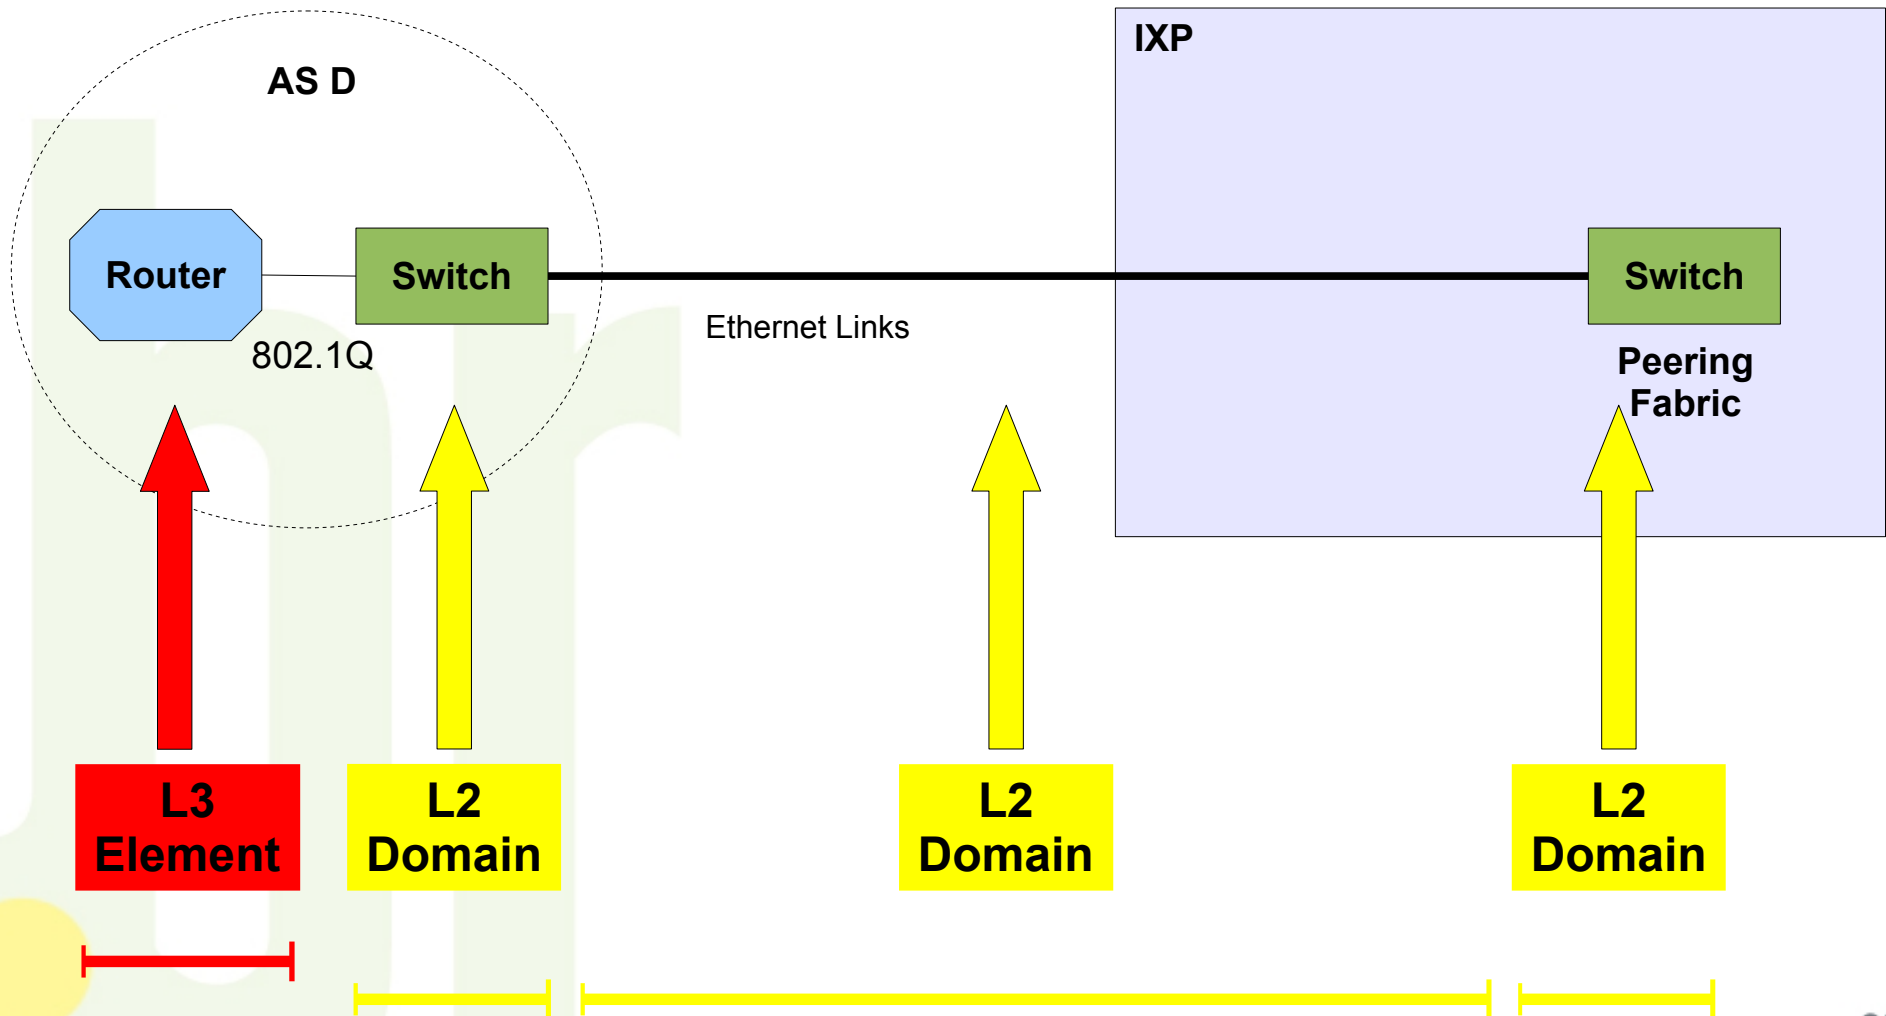 IXP
AS D
Router
Switch
Switch
Ethernet Links
802.1Q
Peering
Fabric
L3
Element
L2
Domain
L2
Domain
L2
Domain